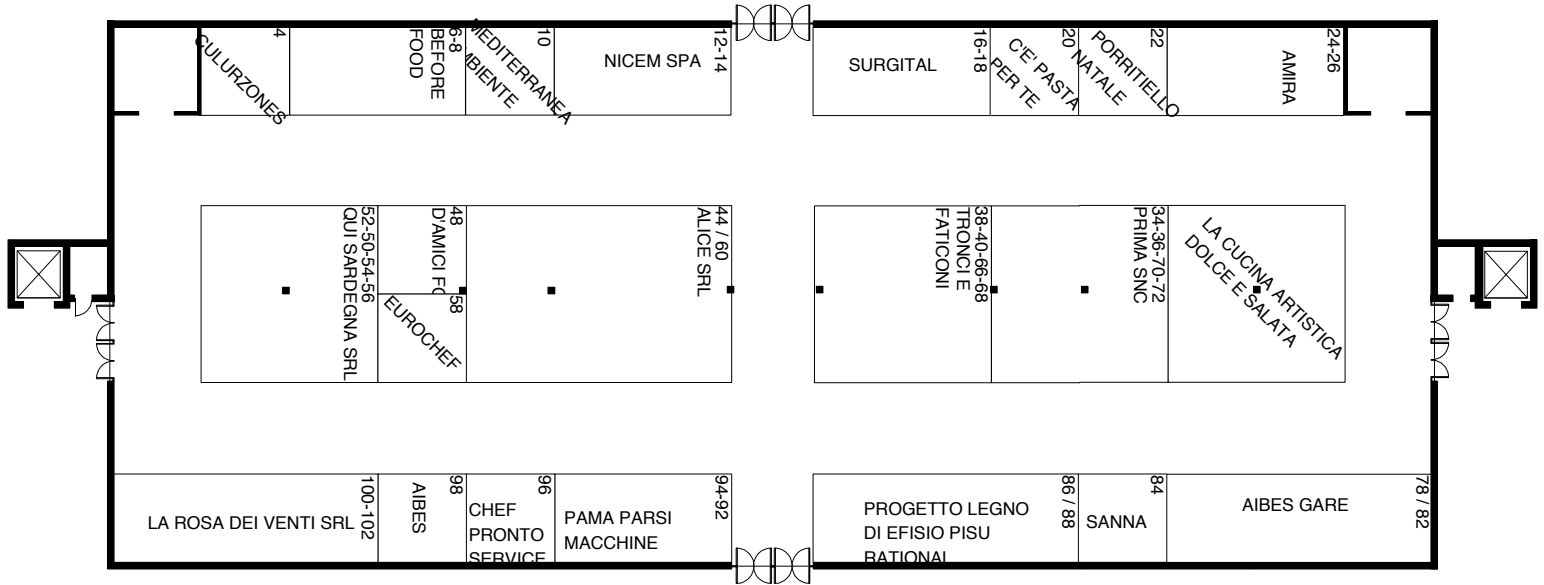 4
CULURZONES
6-8
BEFORE
FOOD
10
MEDITERRANEA
AMBIENTE
12-14
NICEM SPA
16-18
SURGITAL
20
C'E' PASTA
PER TE
22
PORRITIELLO
NATALE
24-26
AMIRA
52-50-54-56
QUI SARDEGNA SRL
48
D'AMICI FO
58
EUROCHEF
44 / 60
ALICE SRL
38-40-66-68
TRONCI E
FATICONI
34-36-70-72
PRIMA SNC
LA CUCINA ARTISTICA
DOLCE E SALATA
100-102
LA ROSA DEI VENTI SRL
98
AIBES
96
CHEF
PRONTO
SERVICE
94-92
PAMA PARSI
MACCHINE
86 / 88
PROGETTO LEGNO
DI EFISIO PISU
RATIONAL
84
SANNA
78 / 82
AIBES GARE